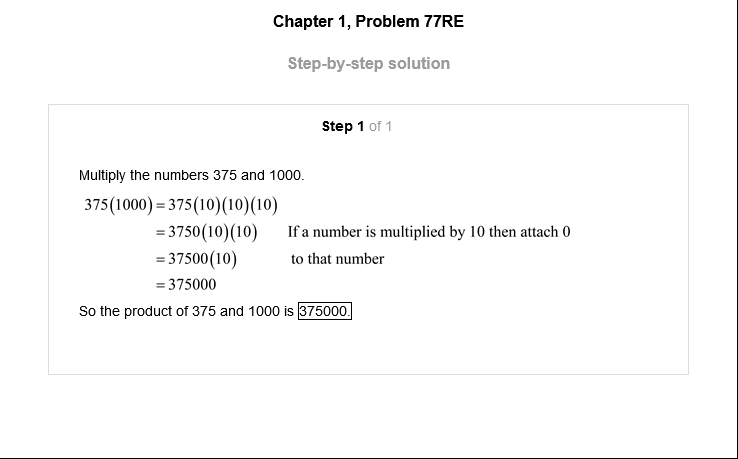 Chapter 1, Problem 77RE
Step-by-step solution
Step 1 of 1
Multiply the numbers 375 and 1000.
375(1000) = 375(10)(10)(10)
= 3750(10)(10) If a number is multiplied by 10 then attach 0
= 37500(10) to that number
= 375000
So the product of 375 and 1000 is 375000.